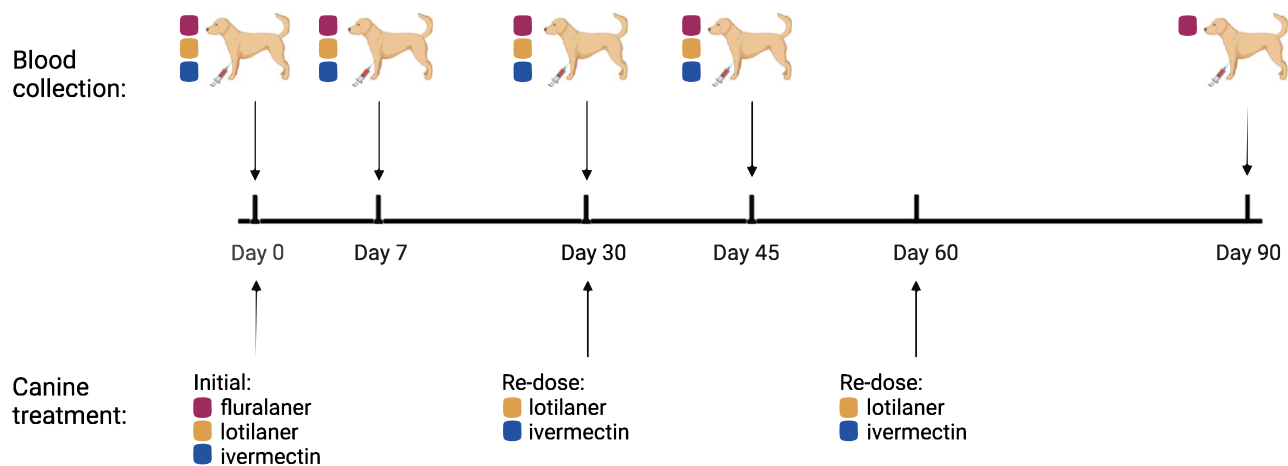 Blood
collection:
Day 0
Day 7
Day 30
Day 45
Day 60
Day 90
Canine
treatment:
Initial:
fluralaner
lotilaner
ivermectin
Re-dose:
lotilaner
ivermectin
Re-dose:
lotilaner
ivermectin